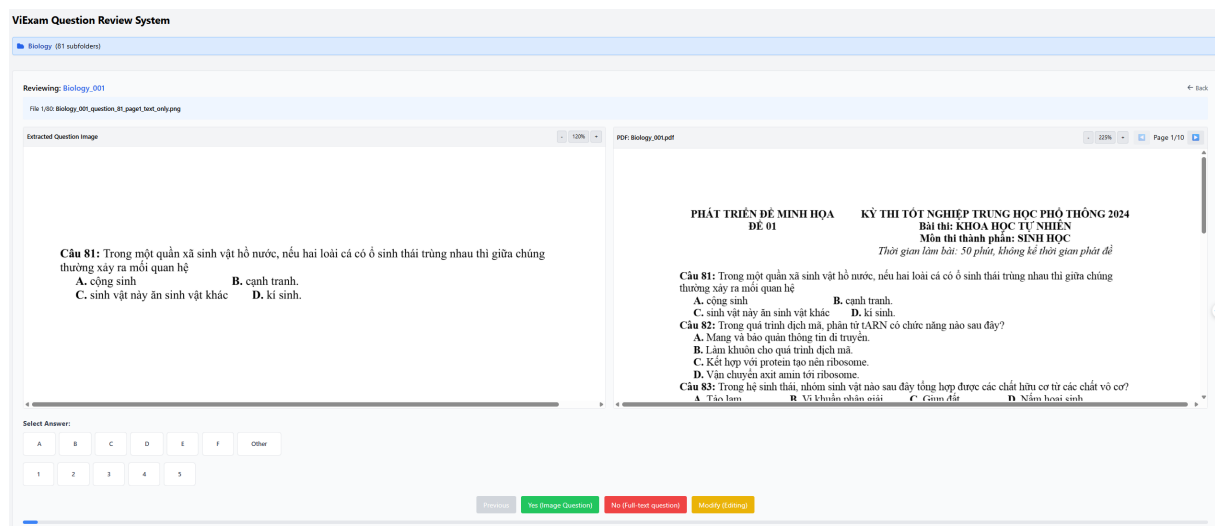 ViExam Question Review System
Biology (81 subfolders)
Reviewing: Biology_001
← Back
File 1/80: Biology_001_question_81_page1_text_only.png
Extracted Question Image
- 120% +
Câu 81: Trong một quần xã sinh vật hồ nước, nếu hai loài cá có ổ sinh thái trùng nhau thì giữa chúng
thường xảy ra mối quan hệ
A. cộng sinh B. cạnh tranh.
C. sinh vật này ăn sinh vật khác D. kí sinh.
PDF: Biology_001.pdf
- 225% + Page 1/10
PHÁT TRIỂN ĐỀ MINH HỌA KỲ THI TỐT NGHIỆP TRUNG HỌC PHỔ THÔNG 2024
ĐỀ 01 Bài thi: KHOA HỌC TỰ NHIÊN
Môn thi thành phần: SINH HỌC
Thời gian làm bài: 50 phút, không kể thời gian phát đề
Câu 81: Trong một quần xã sinh vật hồ nước, nếu hai loài cá có ổ sinh thái trùng nhau thì giữa chúng
thường xảy ra mối quan hệ
A. cộng sinh B. cạnh tranh.
C. sinh vật này ăn sinh vật khác D. kí sinh.
Câu 82: Trong quá trình dịch mã, phân tử tARN có chức năng nào sau đây?
A. Mang và bảo quản thông tin di truyền.
B. Làm khuôn cho quá trình dịch mã.
C. Kết hợp với protein tạo nên ribosome.
D. Vận chuyển axit amin tới ribosome.
Câu 83: Trong hệ sinh thái, nhóm sinh vật nào sau đây tổng hợp được các chất hữu cơ từ các chất vô cơ?
A. Tảo lam B. Vi khuẩn phân giải C. Giun đất D. Nấm hoại sinh
Select Answer:
A B C D E F Other
1 2 3 4 5
Previous Yes (Image Question) No (Full-text question) Modify (Editing)